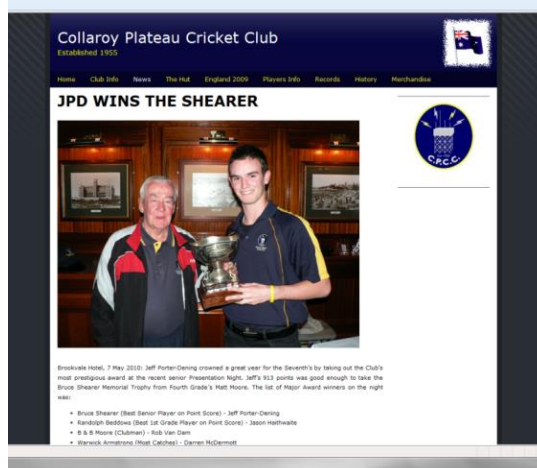 Collaroy Plateau Cricket Club
Established 1955
Home Club Info News The Hut England 2009 Players Info Records History Merchandise
JPD WINS THE SHEARER
C.P.C.C.
Brookvale Hotel, 7 May 2010: Jeff Porter-Dening crowned a great year for the Seventh's by taking out the Club's
most prestigious award at the recent senior Presentation Night. Jeff's 913 points was good enough to take the
Bruce Shearer Memorial Trophy from Fourth Grade's Matt Moore. The list of Major Award winners on the night
was:
Bruce Shearer (Best Senior Player on Point Score) - Jeff Porter-Dening
Randolph Beddows (Best 1st Grade Player on Point Score) - Jason Haithwaite
B & B Moore (Clubman) - Rob Van Dam
Warwick Armstrong (Most Catches) - Darren McDermott